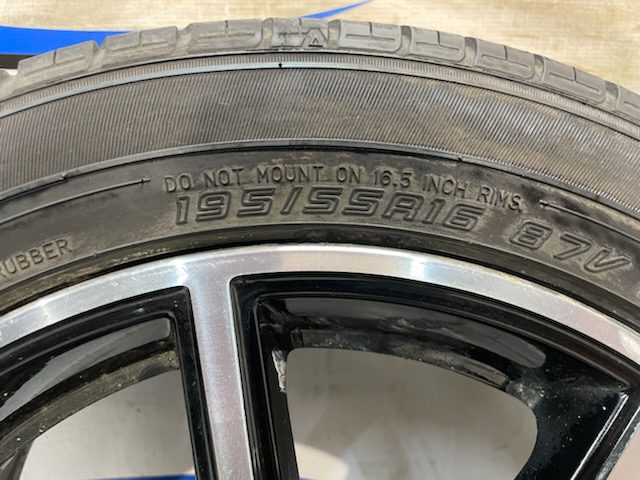 DO NOT MOUNT ON 16.5 INCH RIMS.
195/55R16 87V
RUBBER